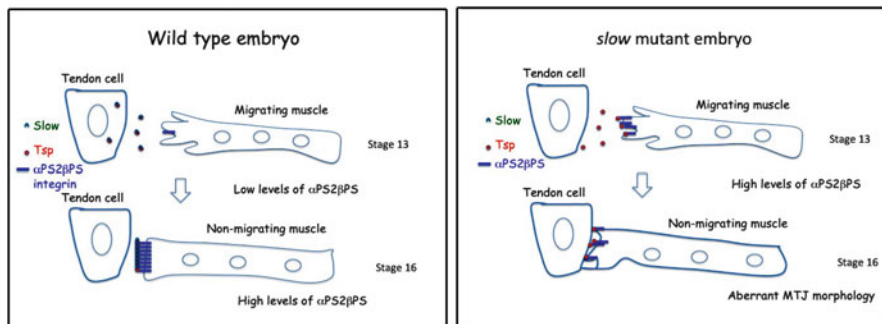 Wild type embryo
Tendon cell
Migrating muscle
Slow
Tsp
αPS2βPS
integrin
Stage 13
Low levels of αPS2βPS
Tendon cell
Non-migrating muscle
Stage 16
High levels of αPS2βPS
slow mutant embryo
Tendon cell
Migrating muscle
Slow
Tsp
αPS2βPS
Stage 13
High levels of αPS2βPS
Tendon cell
Non-migrating muscle
Stage 16
Aberrant MTJ morphology